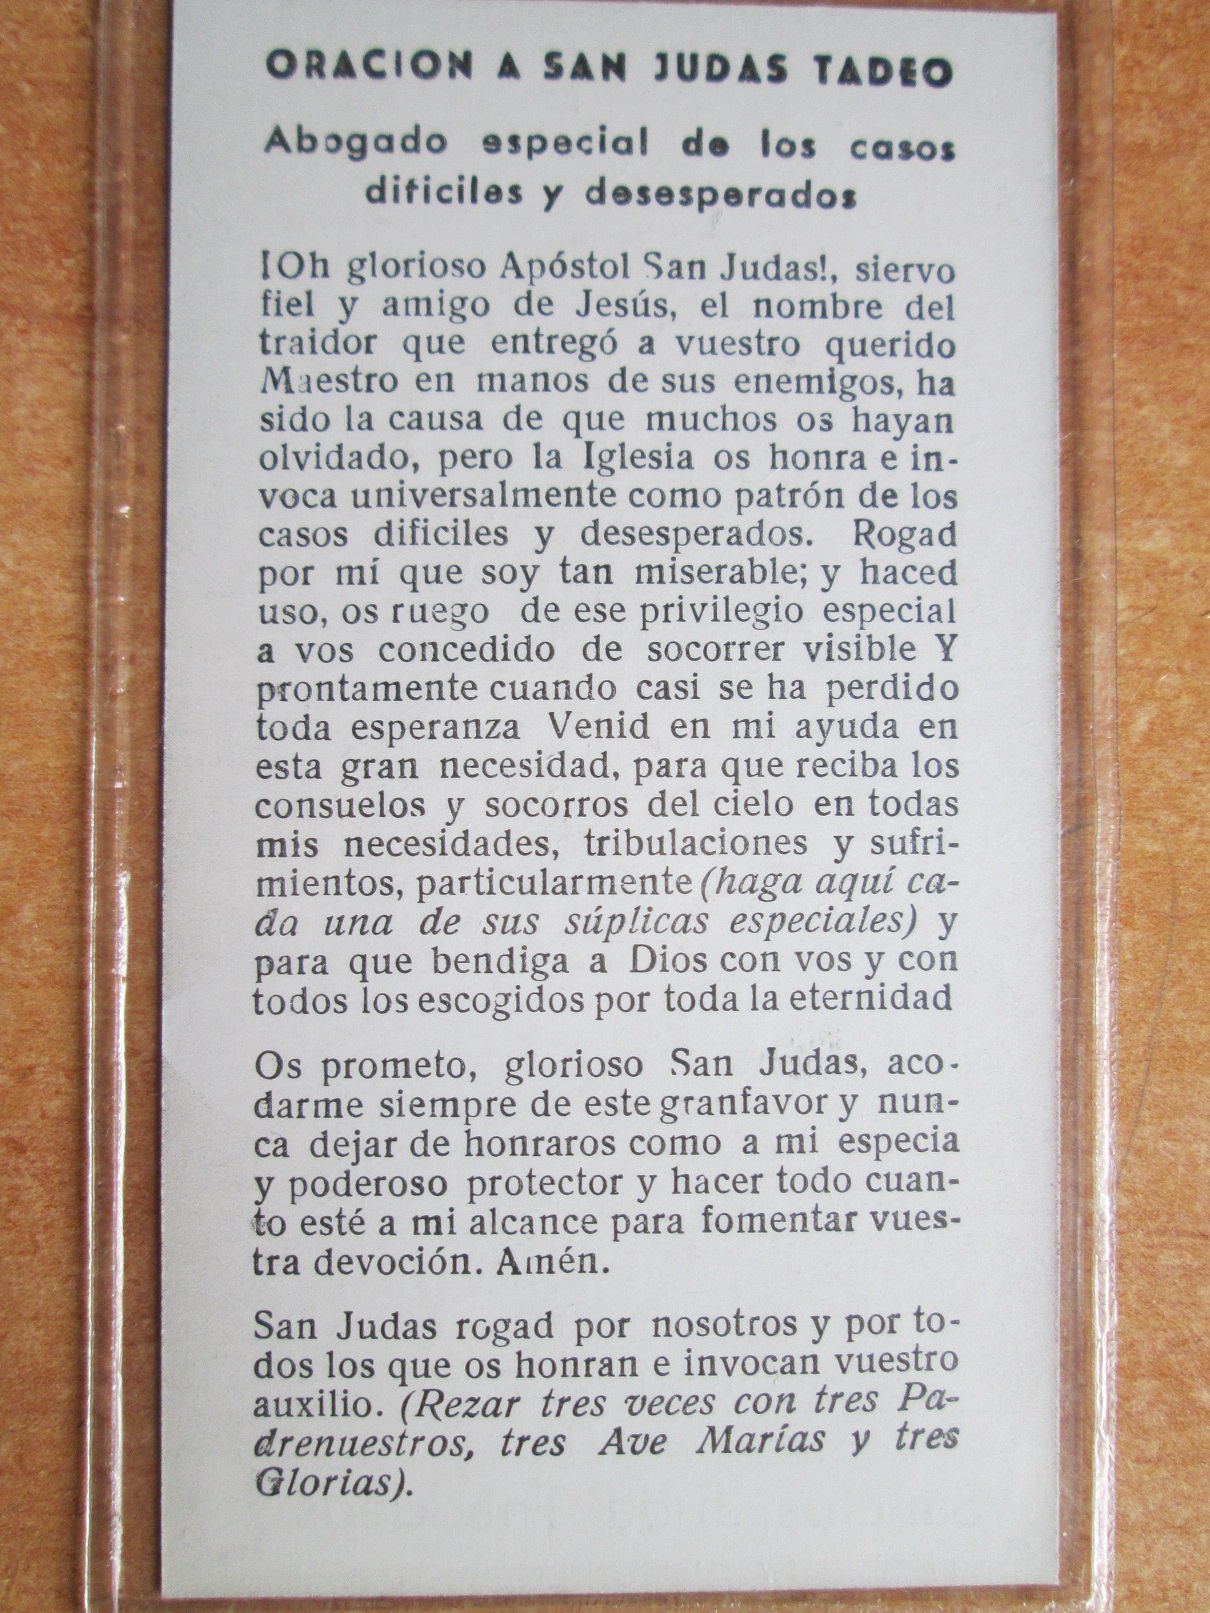 ORACION A SAN JUDAS TADEO
Abogado especial de los casos
dificiles y desesperados
¡Oh glorioso Apóstol San Judas!, siervo
fiel y amigo de Jesús, el nombre del
traidor que entregó a vuestro querido
Maestro en manos de sus enemigos, ha
sido la causa de que muchos os hayan
olvidado, pero la Iglesia os honra e in-
voca universalmente como patrón de los
casos dificiles y desesperados. Rogad
por mí que soy tan miserable; y haced
uso, os ruego de ese privilegio especial
a vos concedido de socorrer visible Y
prontamente cuando casi se ha perdido
toda esperanza Venid en mi ayuda en
esta gran necesidad, para que reciba los
consuelos y socorros del cielo en todas
mis necesidades, tribulaciones y sufri-
mientos, particularmente (haga aquí ca-
da una de sus súplicas especiales) y
para que bendiga a Dios con vos y con
todos los escogidos por toda la eternidad
Os prometo, glorioso San Judas, aco-
darme siempre de este granfavor y nun-
ca dejar de honraros como a mi especia
y poderoso protector y hacer todo cuan-
to esté a mi alcance para fomentar vues-
tra devoción. Amén.
San Judas rogad por nosotros y por to-
dos los que os honran e invocan vuestro
auxilio. (Rezar tres veces con tres Pa-
drenuestros, tres Ave Marías y tres
Glorias).